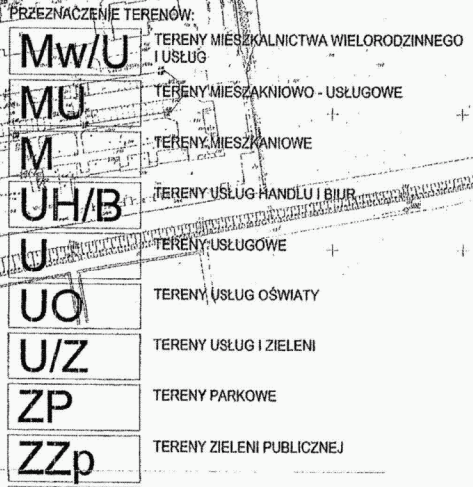 PRZEZNACZENIE TERENÓW:
Mw/U TERENY MIESZKALNICTWA WIELORODZINNEGO
I USŁUG
MU TERENY MIESZAKNIOWO - USŁUGOWE
M TERENY MIESZKANIOWE
UH/B TERENY USŁUG HANDLU I BIUR
U TERENY USŁUGOWE
UO TERENY USŁUG OŚWIATY
U/Z TERENY USŁUG I ZIELENI
ZP TERENY PARKOWE
ZZp TERENY ZIELENI PUBLICZNEJ